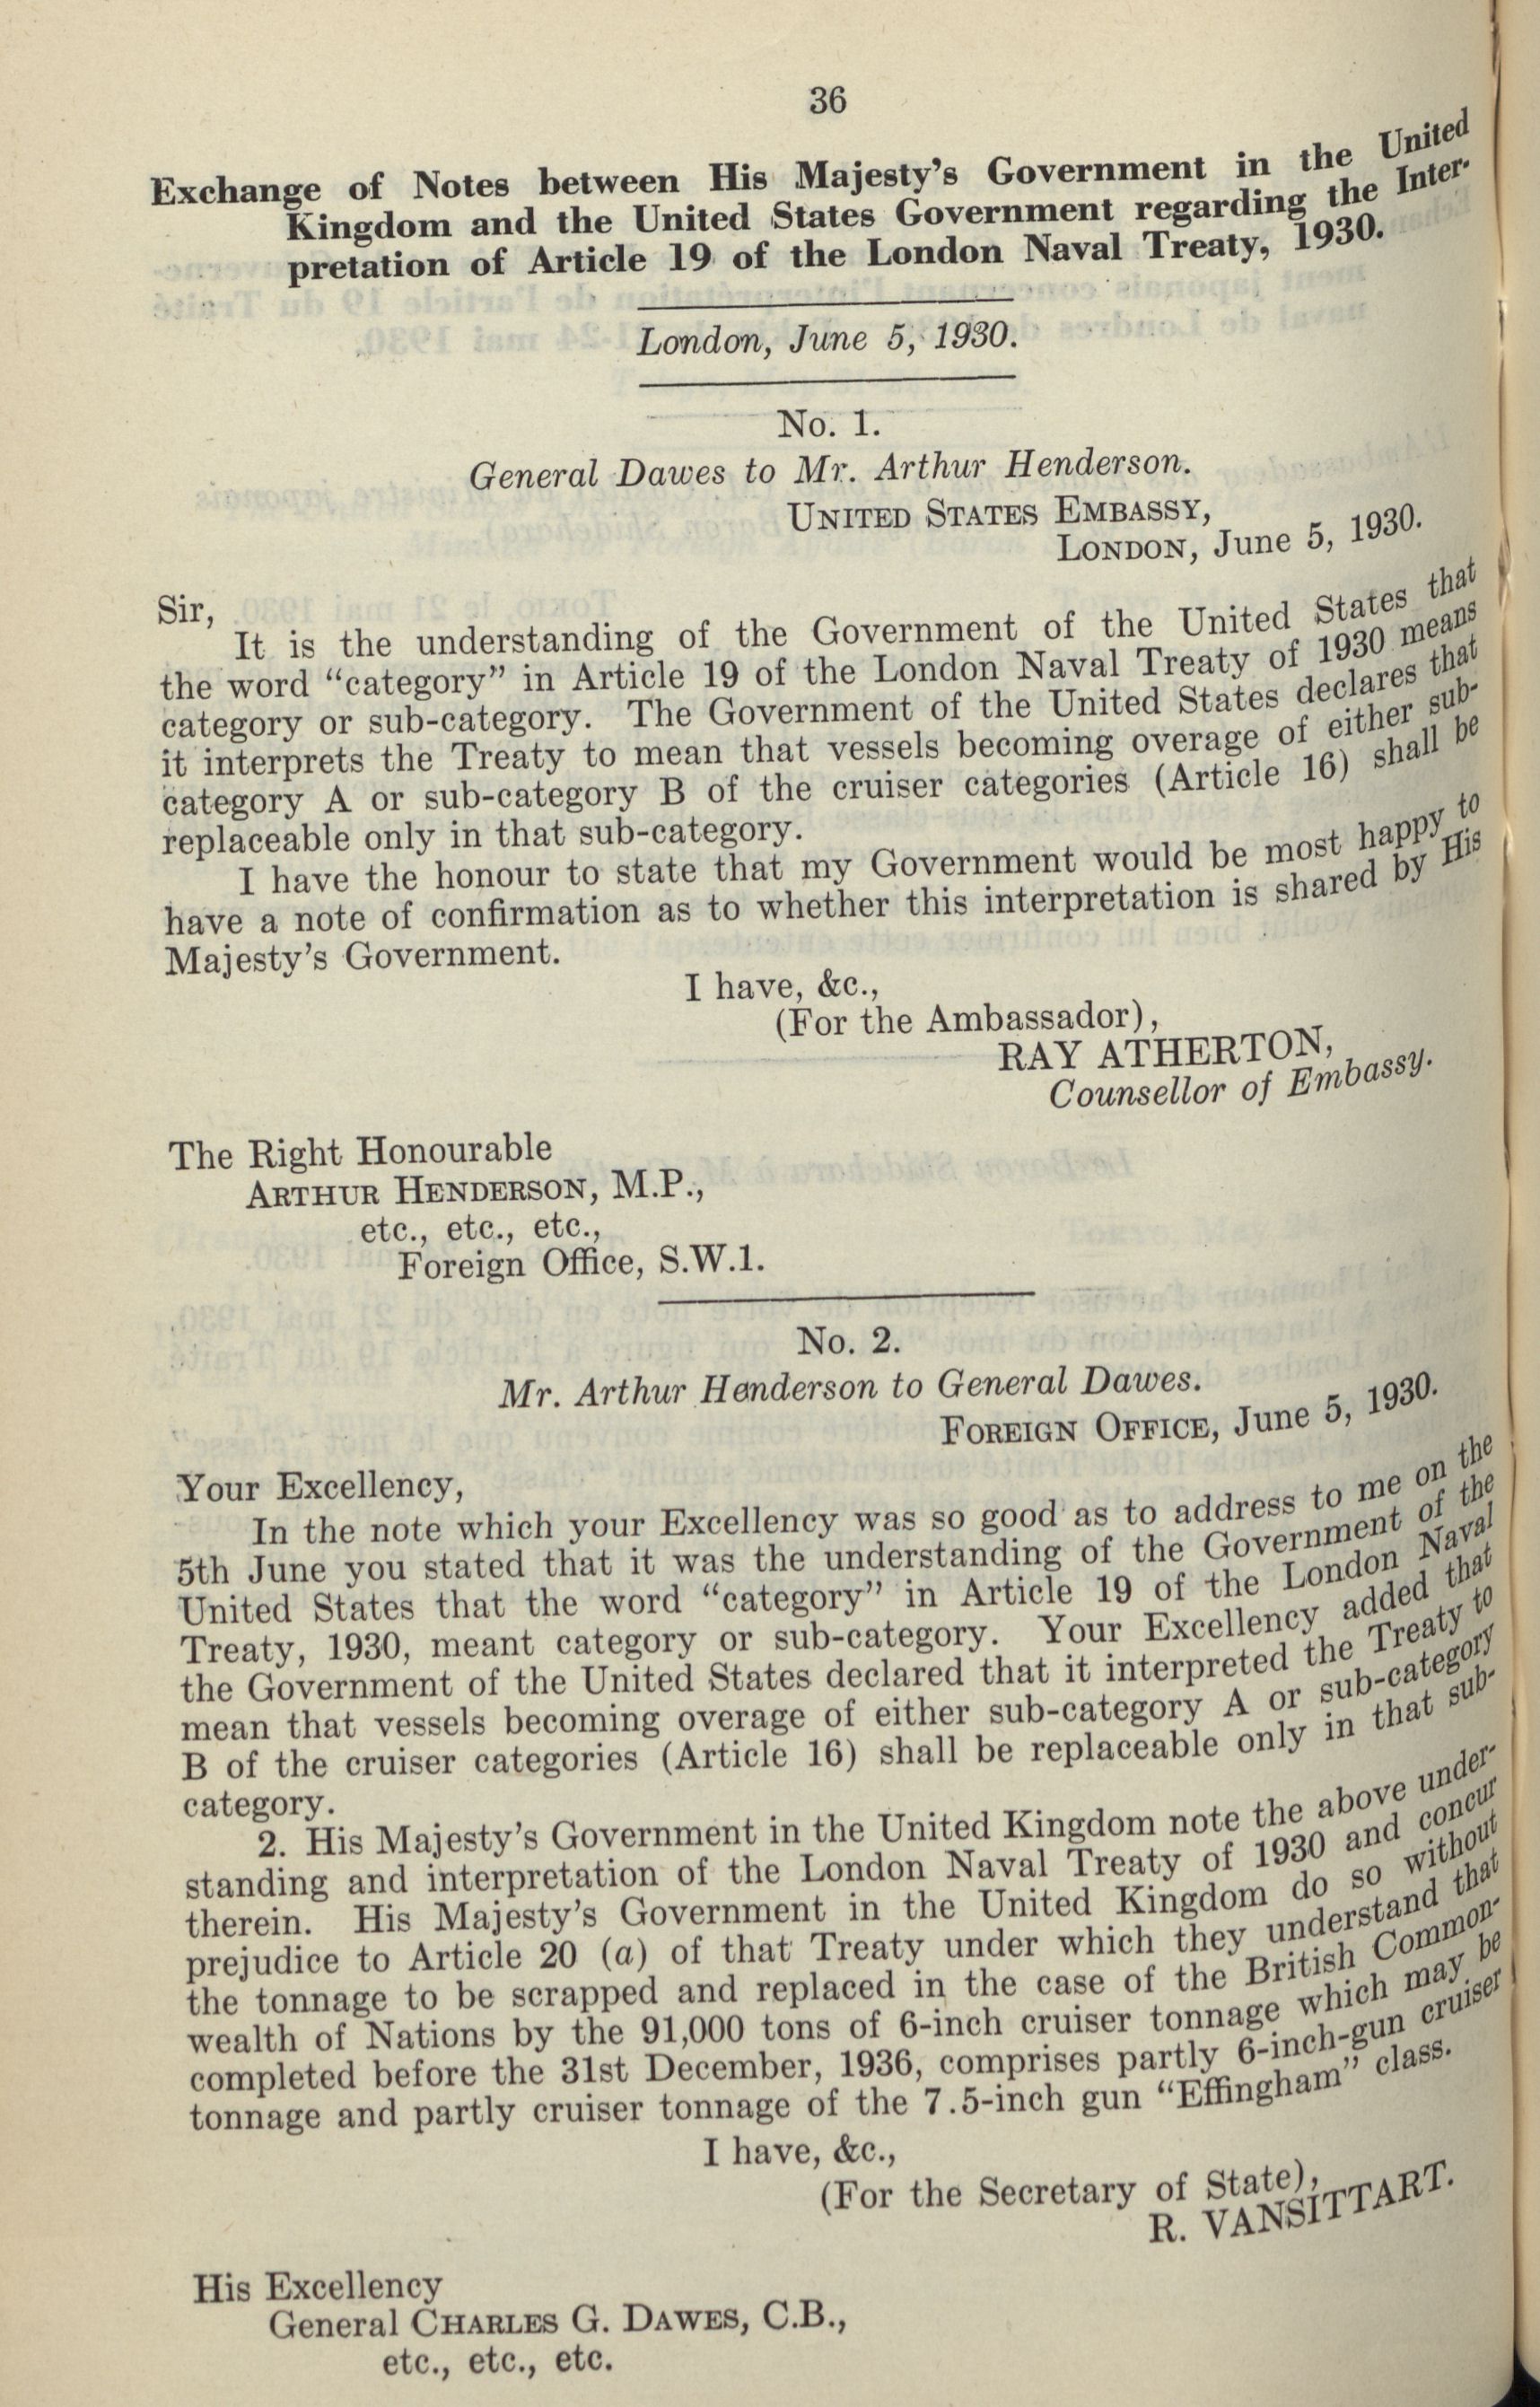 36
Exchange of Notes between His Majesty's Government in the United
Kingdom and the United States Government regarding the Inter-
pretation of Article 19 of the London Naval Treaty, 1930.
London, June 5, 1930.
No. 1.
General Dawes to Mr. Arthur Henderson.
UNITED STATES EMBASSY,
LONDON, June 5, 1930.
Sir,
It is the understanding of the Government of the United States that
the word “category” in Article 19 of the London Naval Treaty of 1930 means
category or sub-category. The Government of the United States declares that
it interprets the Treaty to mean that vessels becoming overage of either sub-
category A or sub-category B of the cruiser categories (Article 16) shall be
replaceable only in that sub-category.
I have the honour to state that my Government would be most happy to
have a note of confirmation as to whether this interpretation is shared by His
Majesty's Government.
I have, &c.,
(For the Ambassador),
RAY ATHERTON,
Counsellor of Embassy.
The Right Honourable
ARTHUR HENDERSON, M.P.,
etc., etc., etc.,
Foreign Office, S.W.1.
No. 2.
Mr. Arthur Henderson to General Dawes.
FOREIGN OFFICE, June 5, 1930.
Your Excellency,
In the note which your Excellency was so good as to address to me on the
5th June you stated that it was the understanding of the Government of the
United States that the word “category” in Article 19 of the London Naval
Treaty, 1930, meant category or sub-category. Your Excellency added that
the Government of the United States declared that it interpreted the Treaty to
mean that vessels becoming overage of either sub-category A or sub-category
B of the cruiser categories (Article 16) shall be replaceable only in that sub-
category.
2. His Majesty's Government in the United Kingdom note the above under-
standing and interpretation of the London Naval Treaty of 1930 and concur
therein. His Majesty's Government in the United Kingdom do so without
prejudice to Article 20 (a) of that Treaty under which they understand that
the tonnage to be scrapped and replaced in the case of the British Common-
wealth of Nations by the 91,000 tons of 6-inch cruiser tonnage which may be
completed before the 31st December, 1936, comprises partly 6-inch-gun cruiser
tonnage and partly cruiser tonnage of the 7.5-inch gun “Effingham” class.
I have, &c.,
(For the Secretary of State),
R. VANSITTART.
His Excellency
General CHARLES G. DAWES, C.B.,
etc., etc., etc.